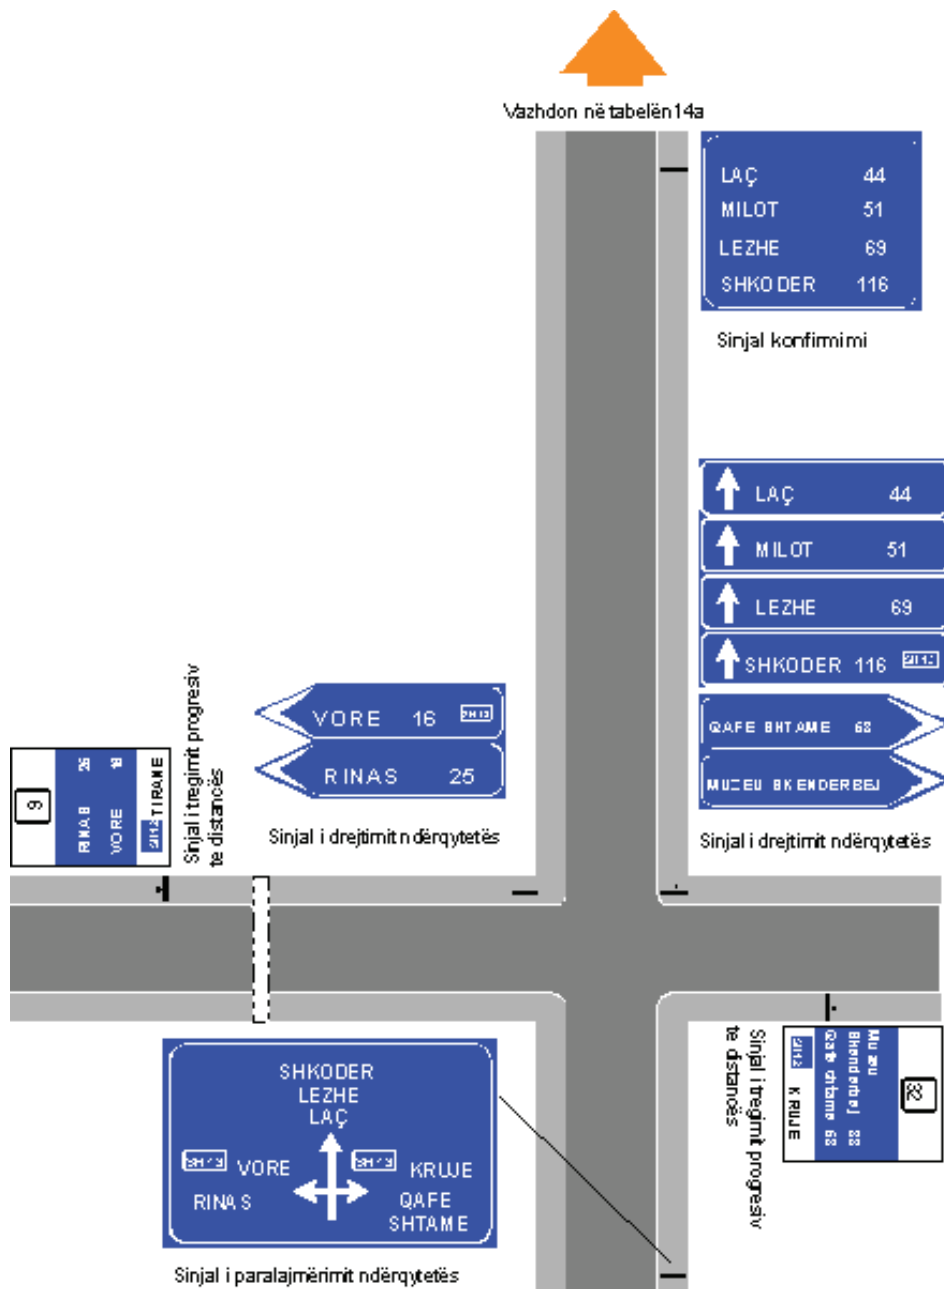 Vazhdon në tabelën14a
LAÇ 44
MILOT 51
LEZHE 69
SHKODER 116
Sinjal konfirmimi
LAÇ 44
MILOT 51
LEZHE 69
SHKODER 116
QAFE SHTAME 68
MUZEU SKENDERBEJ
Sinjal i drejtimit ndërqytetës
VORE 16
RINAS 25
Sinjal i drejtimit ndërqytetës
Sinjal i tregimit progresiv
te distancës
TIRANE
VORE
RINAS
9
SHKODER
LEZHE
LAÇ
VORE
KRUJE
RINAS
QAFE
SHTAME
Sinjal i paralajmërimit ndërqytetës
Sinjal i tregimit progresiv
te distancës
32
Muzeu
Skenderbej
Qafe shtame 68
KRUJE